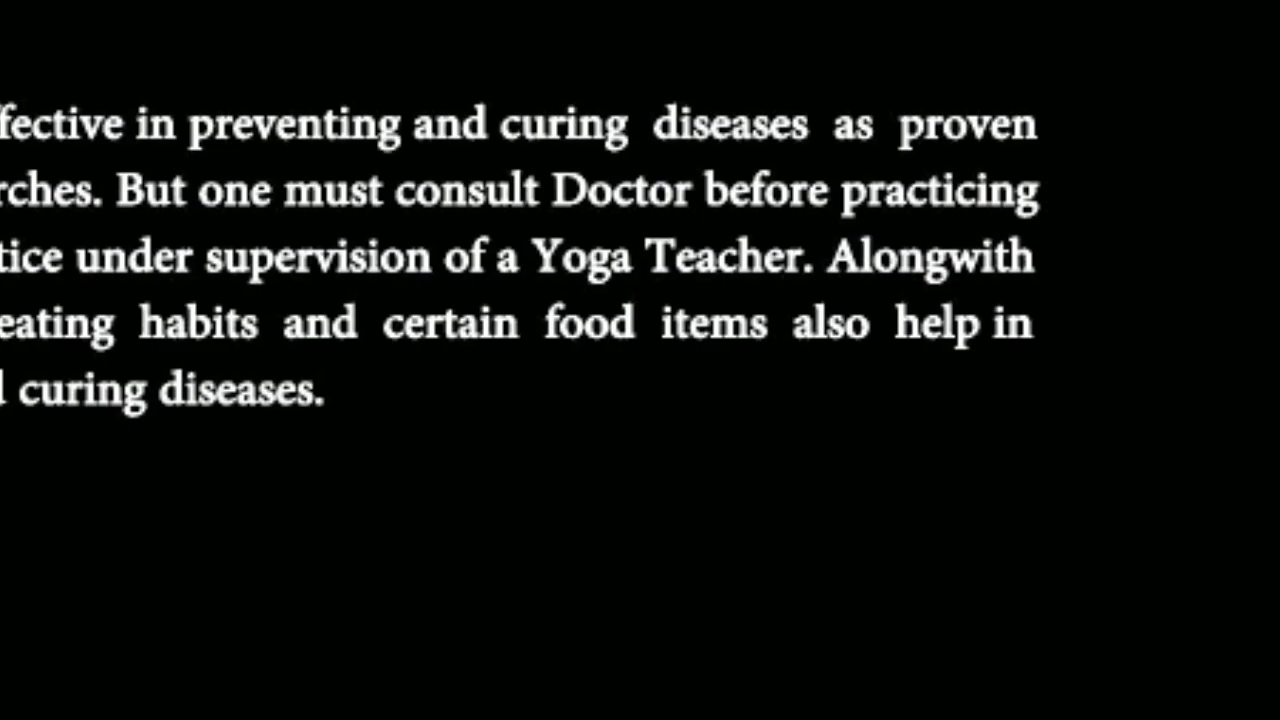 ffective in preventing and curing diseases as proven
rches. But one must consult Doctor before practicing
tice under supervision of a Yoga Teacher. Alongwith
eating habits and certain food items also help in
curing diseases.